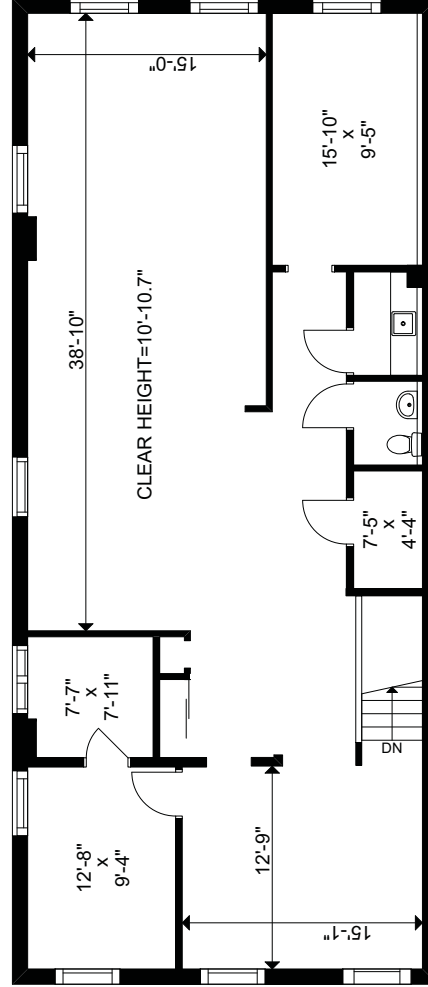 15'-0"
38'-10"
CLEAR HEIGHT=10'-10.7"
15'-10"
x
9'-5"
7'-5"
x
4'-4"
7'-7"
x
7'-11"
DN
12'-8"
x
9'-4"
12'-9"
15'-1"